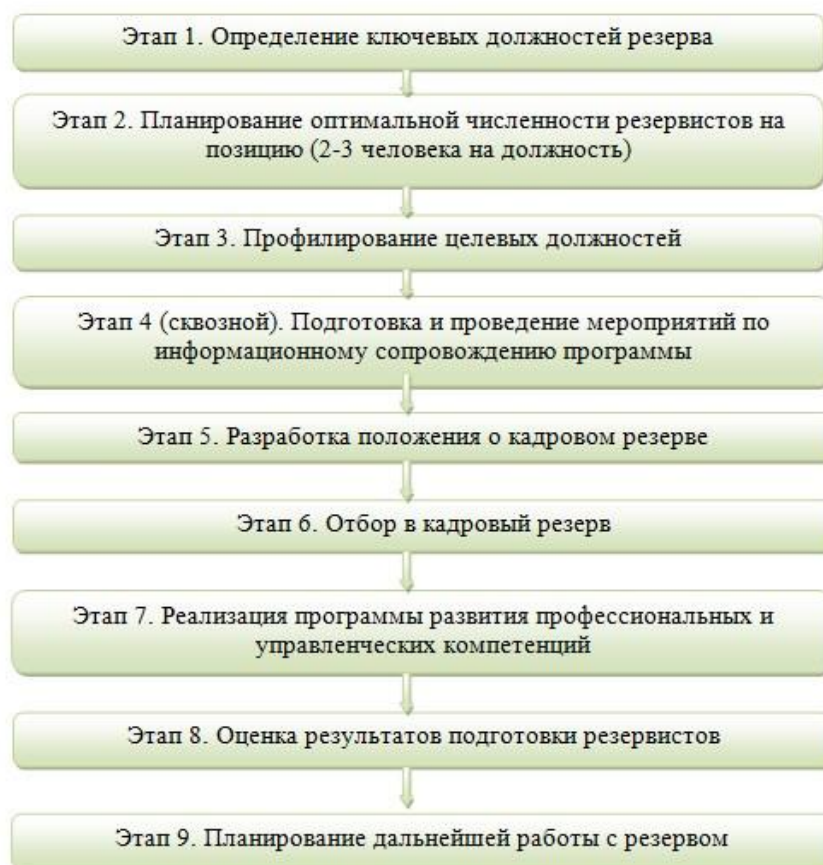 Этап 1. Определение ключевых должностей резерва
Этап 2. Планирование оптимальной численности резервистов на
позицию (2-3 человека на должность)
Этап 3. Профилирование целевых должностей
Этап 4 (сквозной). Подготовка и проведение мероприятий по
информационному сопровождению программы
Этап 5. Разработка положения о кадровом резерве
Этап 6. Отбор в кадровый резерв
Этап 7. Реализация программы развития профессиональных и
управленческих компетенций
Этап 8. Оценка результатов подготовки резервистов
Этап 9. Планирование дальнейшей работы с резервом